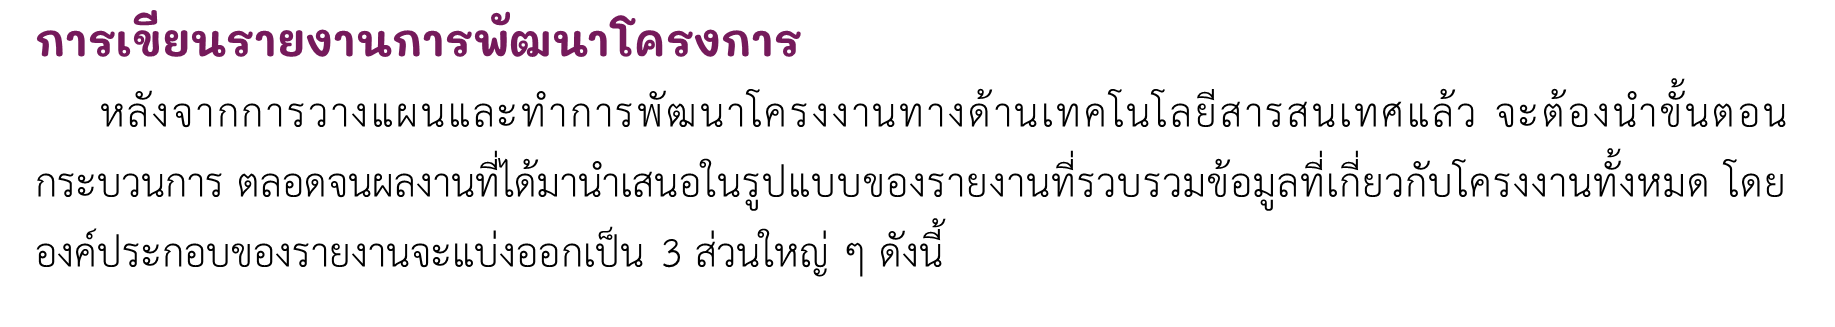 การเขียนรายงานการพัฒนาโครงการ
หลังจากการวางแผนและทำการพัฒนาโครงงานทางด้านเทคโนโลยีสารสนเทศแล้ว จะต้องนำขั้นตอน
กระบวนการ ตลอดจนผลงานที่ได้มานำเสนอในรูปแบบของรายงานที่รวบรวมข้อมูลที่เกี่ยวกับโครงงานทั้งหมด โดย
องค์ประกอบของรายงานจะแบ่งออกเป็น 3 ส่วนใหญ่ ๆ ดังนี้